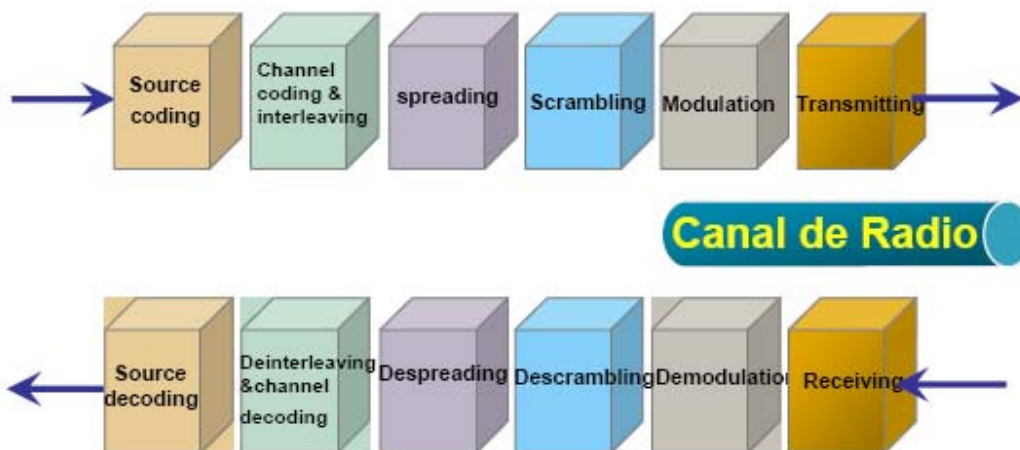 Source
coding
Channel
coding &
interleaving
spreading
Scrambling
Modulation
Transmitting
Canal de Radio
Source
decoding
Deinterleaving
&channel
decoding
Despreading
Descrambling
Demodulation
Receiving